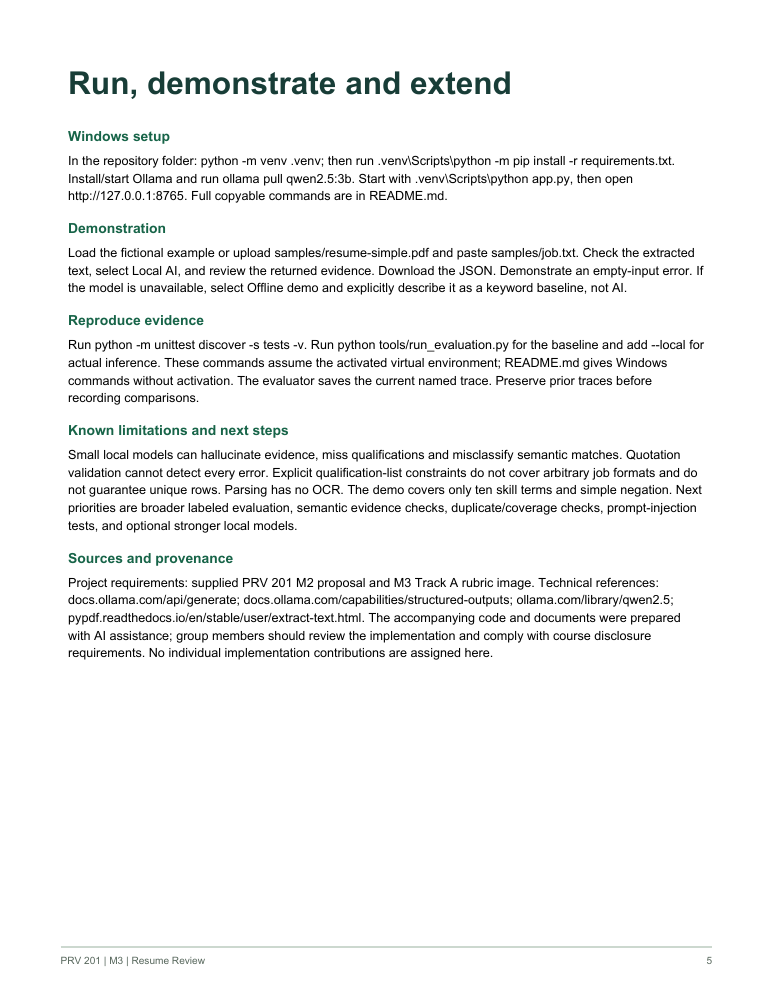 Run, demonstrate and extend
Windows setup
In the repository folder: python -m venv .venv; then run .venv\Scripts\python -m pip install -r requirements.txt.
Install/start Ollama and run ollama pull qwen2.5:3b. Start with .venv\Scripts\python app.py, then open
http://127.0.0.1:8765. Full copyable commands are in README.md.
Demonstration
Load the fictional example or upload samples/resume-simple.pdf and paste samples/job.txt. Check the extracted
text, select Local AI, and review the returned evidence. Download the JSON. Demonstrate an empty-input error. If
the model is unavailable, select Offline demo and explicitly describe it as a keyword baseline, not AI.
Reproduce evidence
Run python -m unittest discover -s tests -v. Run python tools/run_evaluation.py for the baseline and add --local for
actual inference. These commands assume the activated virtual environment; README.md gives Windows
commands without activation. The evaluator saves the current named trace. Preserve prior traces before
recording comparisons.
Known limitations and next steps
Small local models can hallucinate evidence, miss qualifications and misclassify semantic matches. Quotation
validation cannot detect every error. Explicit qualification-list constraints do not cover arbitrary job formats and do
not guarantee unique rows. Parsing has no OCR. The demo covers only ten skill terms and simple negation. Next
priorities are broader labeled evaluation, semantic evidence checks, duplicate/coverage checks, prompt-injection
tests, and optional stronger local models.
Sources and provenance
Project requirements: supplied PRV 201 M2 proposal and M3 Track A rubric image. Technical references:
docs.ollama.com/api/generate; docs.ollama.com/capabilities/structured-outputs; ollama.com/library/qwen2.5;
pypdf.readthedocs.io/en/stable/user/extract-text.html. The accompanying code and documents were prepared
with AI assistance; group members should review the implementation and comply with course disclosure
requirements. No individual implementation contributions are assigned here.
PRV 201 | M3 | Resume Review
5